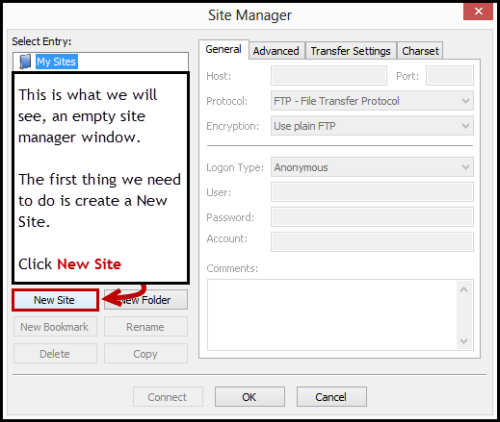 Site Manager
Select Entry:
My Sites
This is what we will
see, an empty site
manager window.
The first thing we need
to do is create a New
Site.
Click New Site
New Site
New Folder
New Bookmark
Rename
Delete
Copy
General
Advanced
Transfer Settings
Charset
Host:
Port:
Protocol:
FTP - File Transfer Protocol
Encryption:
Use plain FTP
Logon Type:
Anonymous
User:
Password:
Account:
Comments:
Connect
OK
Cancel